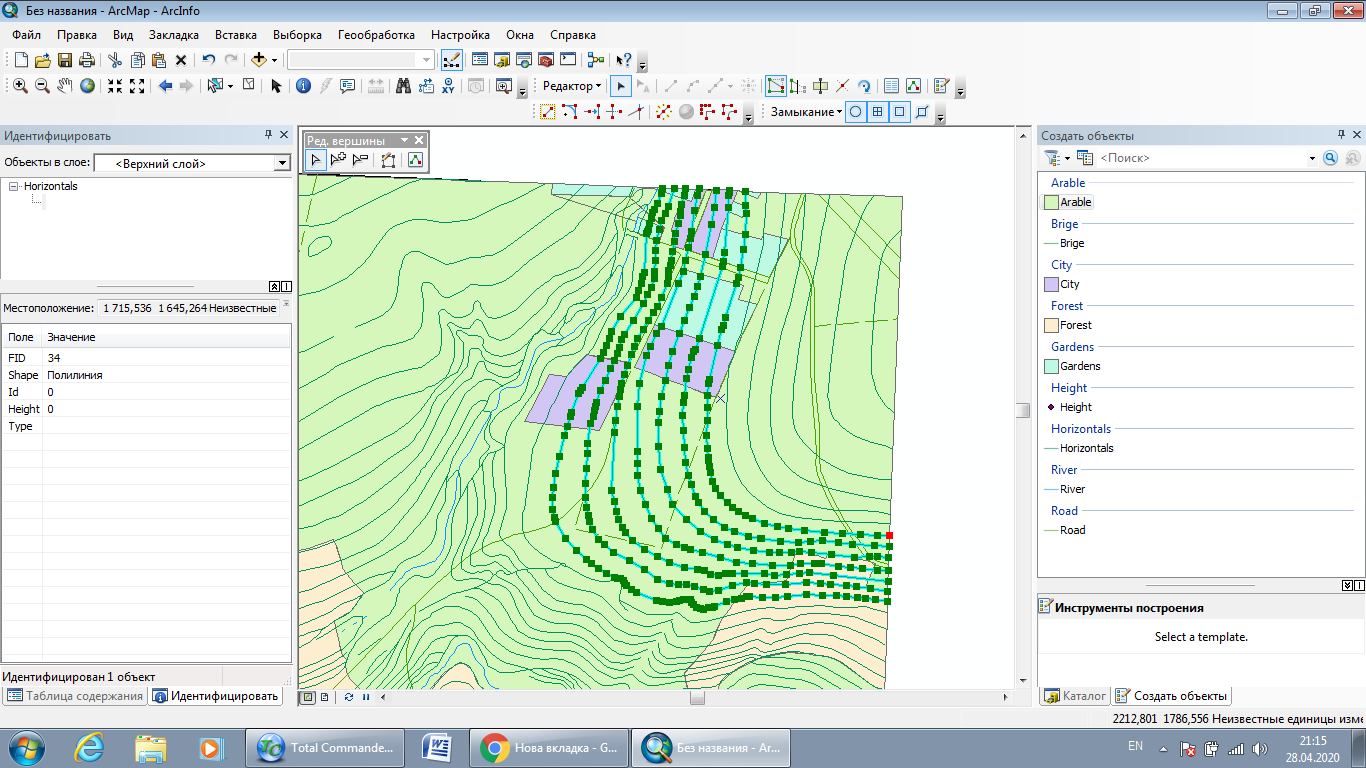 Без названия - ArcMap - ArcInfo
Файл Правка Вид Закладка Вставка Выборка Геообработка Настройка Окна Справка
Редактор
Замыкание
Идентифицировать
Объекты в слое: <Верхний слой>
Horizontals
Местоположение: 1 715,536 1 645,264 Неизвестные
Поле Значение
FID 34
Shape Полилиния
Id 0
Height 0
Type
Идентифицирован 1 объект
Таблица содержания Идентифицировать
Ред. вершины
Создать объекты
<Поиск>
Arable
Arable
Brige
Brige
City
City
Forest
Forest
Gardens
Gardens
Height
Height
Horizontals
Horizontals
River
River
Road
Road
Инструменты построения
Select a template.
Каталог Создать объекты
2212,801 1786,556 Неизвестные единицы изме
Total Commande... Нова вкладка - G... Без названия - Ar...
EN
21:15
28.04.2020